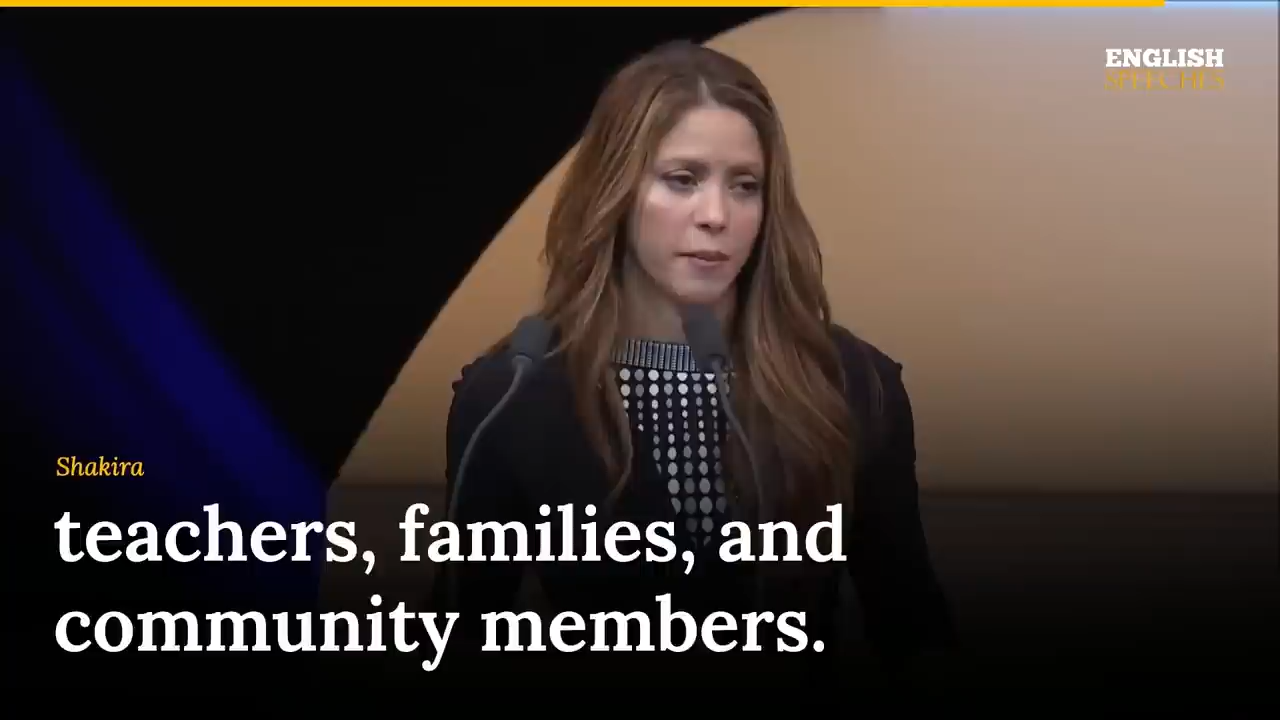 ENGLISH
SPEECHES
Shakira
teachers, families, and
community members.